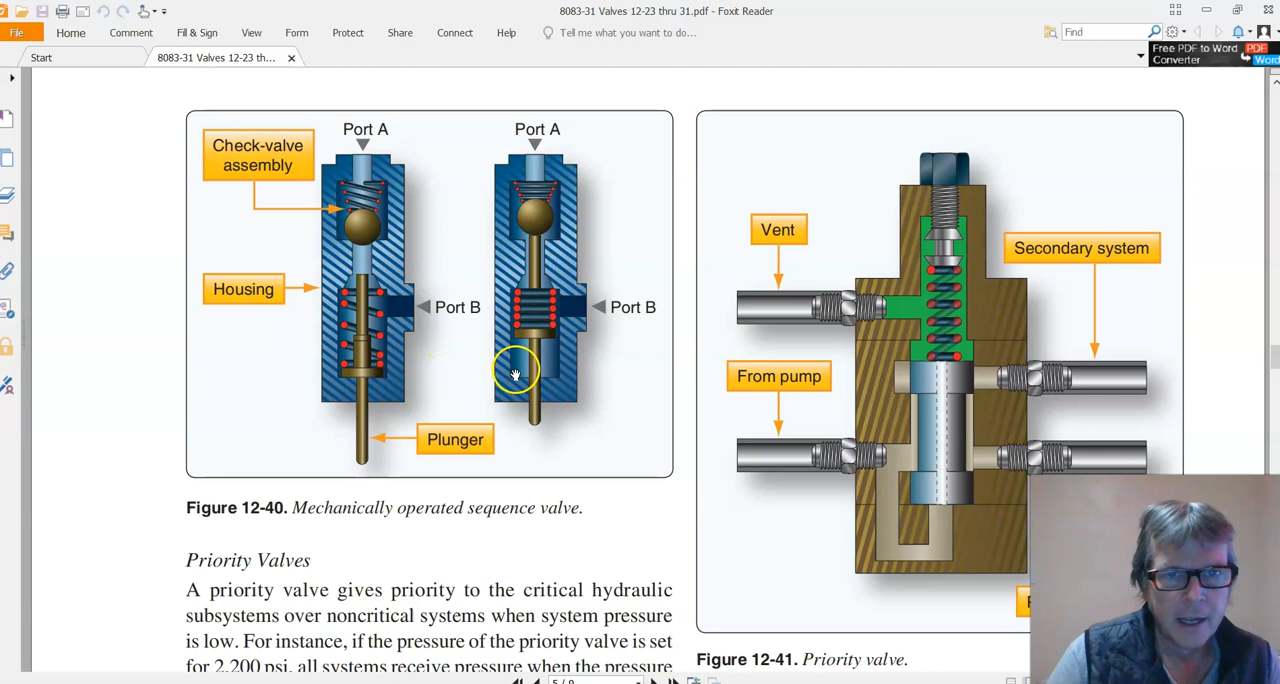 8083-31 Valves 12-23 thru 31.pdf - Foxit Reader
File Home Comment Fill & Sign View Form Protect Share Connect Help Tell me what you want to do... Find
Start 8083-31 Valves 12-23 th...
Free PDF to Word Converter
PDF
Word
Check-valve
assembly
Port A
Port A
Housing
Port B
Port B
Plunger
Figure 12-40. Mechanically operated sequence valve.
Priority Valves
A priority valve gives priority to the critical hydraulic
subsystems over noncritical systems when system pressure
is low. For instance, if the pressure of the priority valve is set
for 2,200 psi, all systems receive pressure when the pressure
Vent
Secondary system
From pump
Figure 12-41. Priority valve.
5 / 9